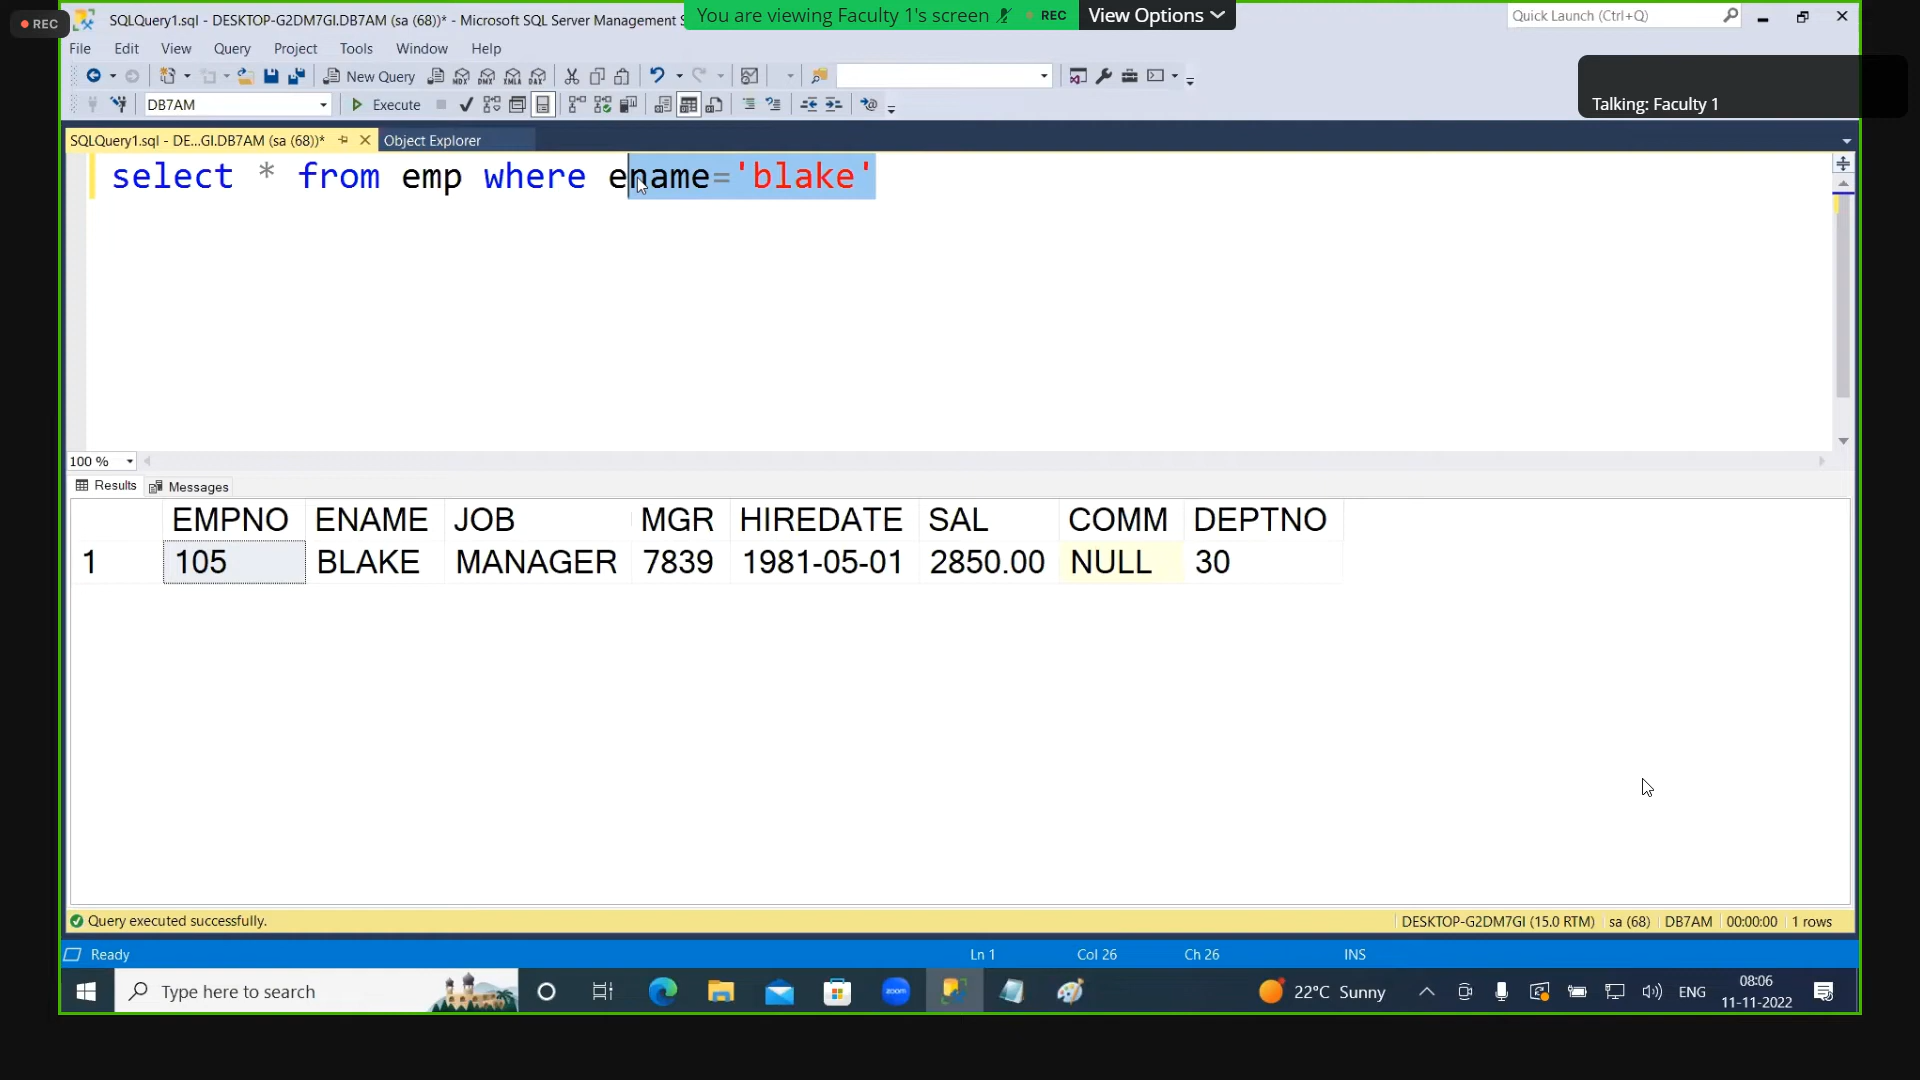 REC
SQLQuery1.sql - DESKTOP-G2DM7GI.DB7AM (sa (68))* - Microsoft SQL Server Management S
You are viewing Faculty 1's screen REC View Options
Quick Launch (Ctrl+Q)
File Edit View Query Project Tools Window Help
New Query MDX DMX XMLA DAX
Talking: Faculty 1
DB7AM Execute
SQLQuery1.sql - DE...GI.DB7AM (sa (68))* Object Explorer
select * from emp where ename='blake'
100 %
Results Messages
EMPNO ENAME JOB MGR HIREDATE SAL COMM DEPTNO
1 105 BLAKE MANAGER 7839 1981-05-01 2850.00 NULL 30
Query executed successfully. DESKTOP-G2DM7GI (15.0 RTM) sa (68) DB7AM 00:00:00 1 rows
Ready Ln 1 Col 26 Ch 26 INS
Type here to search zoom 22°C Sunny ENG 08:06
11-11-2022